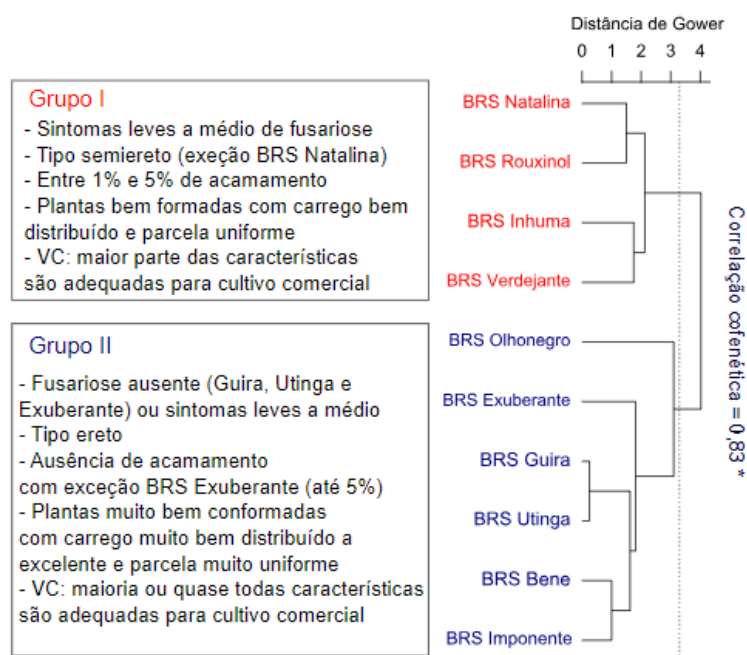 Distância de Gower
0 1 2 3 4
Grupo I
- Sintomas leves a médio de fusariose
- Tipo semiereto (exeção BRS Natalina)
- Entre 1% e 5% de acamamento
- Plantas bem formadas com carrego bem
distribuído e parcela uniforme
- VC: maior parte das características
são adequadas para cultivo comercial
Grupo II
- Fusariose ausente (Guira, Utinga e
Exuberante) ou sintomas leves a médio
- Tipo ereto
- Ausência de acamamento
com exceção BRS Exuberante (até 5%)
- Plantas muito bem conformadas
com carrego muito bem distribuído a
excelente e parcela muito uniforme
- VC: maioria ou quase todas características
são adequadas para cultivo comercial
BRS Natalina
BRS Rouxinol
BRS Inhuma
BRS Verdejante
BRS Olhonegro
BRS Exuberante
BRS Guira
BRS Utinga
BRS Bene
BRS Imponente
Correlação cofenética = 0,83 *